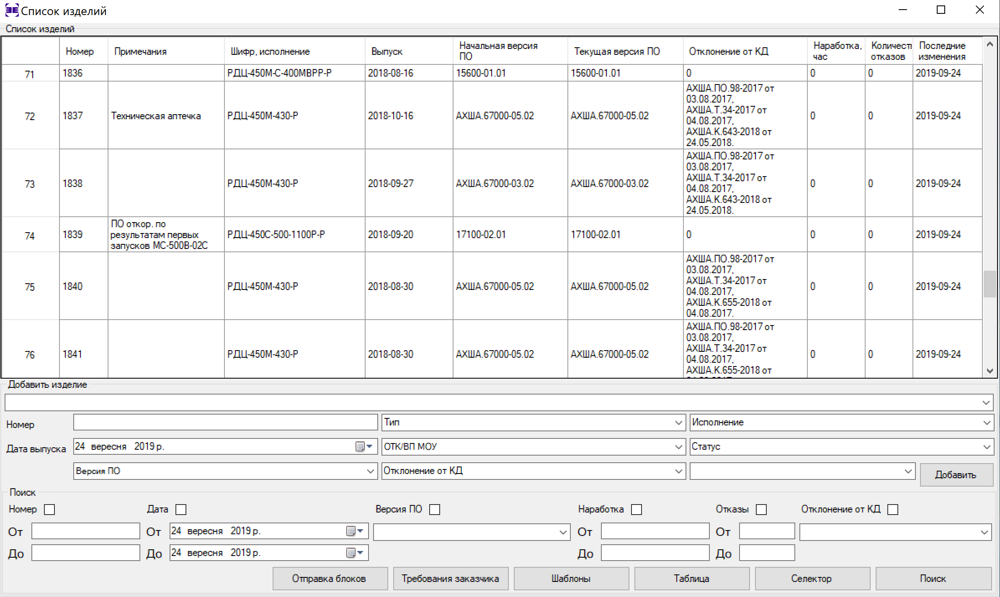 Список изделий
Список изделий
Номер Примечания Шифр, исполнение Выпуск Начальная версия ПО Текущая версия ПО Отклонение от КД Наработка, час Количест отказов Последние изменения
71 1836 РДЦ-450М-С-400МВРР-Р 2018-08-16 15600-01.01 15600-01.01 0 0 0 2019-09-24
72 1837 Техническая аптечка РДЦ-450М-430-Р 2018-10-16 АХША.67000-05.02 АХША.67000-05.02
АХША.ПО.98-2017 от
03.08.2017,
АХША.Т.34-2017 от
04.08.2017,
АХША.К.643-2018 от
24.05.2018.
0 0 2019-09-24
73 1838 РДЦ-450М-430-Р 2018-09-27 АХША.67000-03.02 АХША.67000-03.02
АХША.ПО.98-2017 от
03.08.2017,
АХША.Т.34-2017 от
04.08.2017,
АХША.К.643-2018 от
24.05.2018.
0 0 2019-09-24
74 1839
ПО откор. по
результатам первых
запусков МС-500В-02С
РДЦ-450С-500-1100Р-Р 2018-09-20 17100-02.01 17100-02.01 0 0 0 2019-09-24
75 1840 РДЦ-450М-430-Р 2018-08-30 АХША.67000-05.02 АХША.67000-05.02
АХША.ПО.98-2017 от
03.08.2017,
АХША.Т.34-2017 от
04.08.2017,
АХША.К.655-2018 от
04.08.2017.
0 0 2019-09-24
76 1841 РДЦ-450М-430-Р 2018-08-30 АХША.67000-05.02 АХША.67000-05.02
АХША.ПО.98-2017 от
03.08.2017,
АХША.Т.34-2017 от
04.08.2017,
АХША.К.655-2018 от
0 0 2019-09-24
Добавить изделие
Номер Тип Исполнение
Дата выпуска 24 вересня 2019 р. ОТК/ВП МОУ Статус
Версия ПО Отклонение от КД Добавить
Поиск
Номер Дата Версия ПО Наработка Отказы Отклонение от КД
От От 24 вересня 2019 р. От От
До До 24 вересня 2019 р. До До
Отправка блоков Требования заказчика Шаблоны Таблица Селектор Поиск